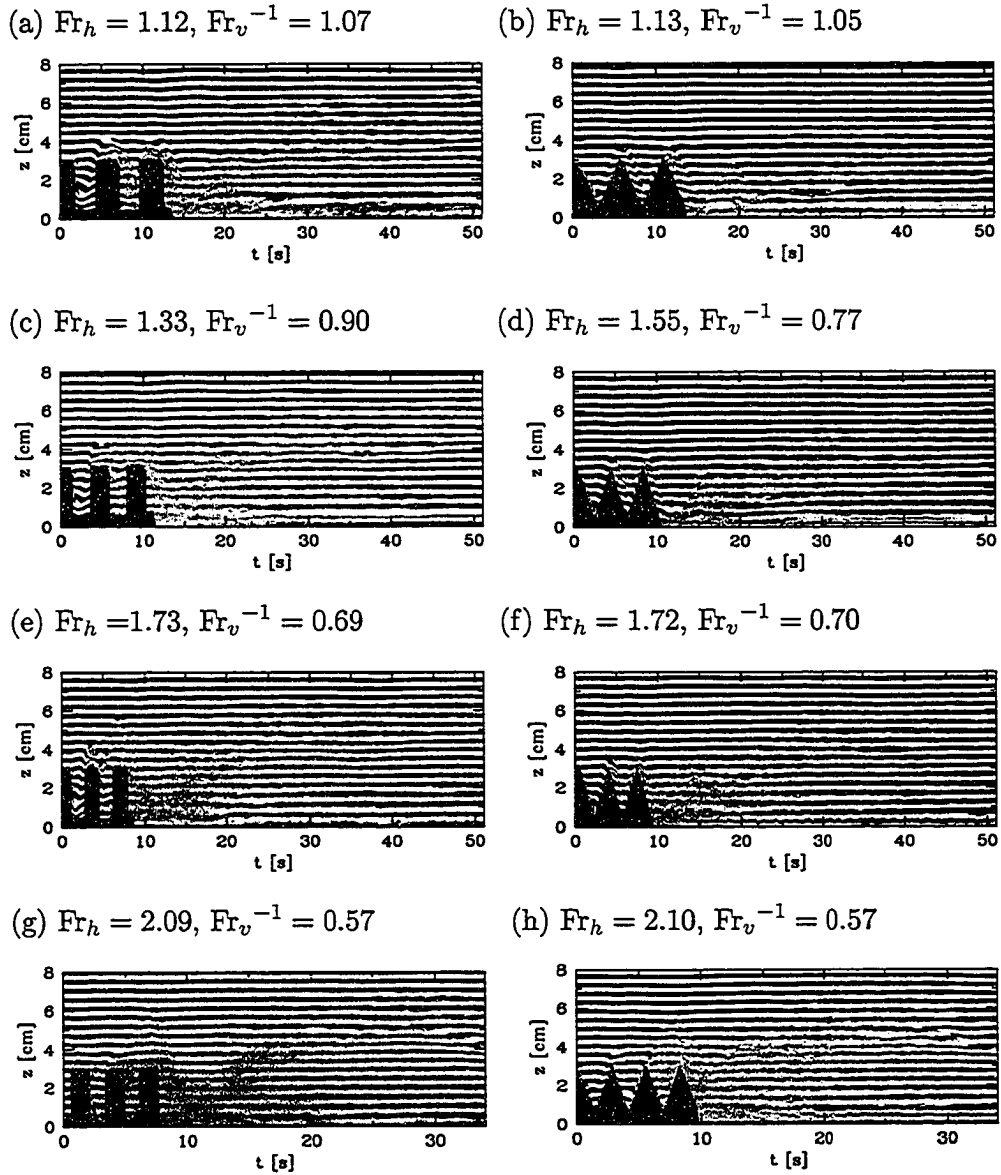 (a) Fr_h = 1.12, Fr_v^{-1} = 1.07
8
6
4
2
0
z [cm]
0 10 20 30 40 50
t [s]
(b) Fr_h = 1.13, Fr_v^{-1} = 1.05
8
6
4
2
0
z [cm]
0 10 20 30 40 50
t [s]
(c) Fr_h = 1.33, Fr_v^{-1} = 0.90
8
6
4
2
0
z [cm]
0 10 20 30 40 50
t [s]
(d) Fr_h = 1.55, Fr_v^{-1} = 0.77
8
6
4
2
0
z [cm]
0 10 20 30 40 50
t [s]
(e) Fr_h =1.73, Fr_v^{-1} = 0.69
8
6
4
2
0
z [cm]
0 10 20 30 40 50
t [s]
(f) Fr_h = 1.72, Fr_v^{-1} = 0.70
8
6
4
2
0
z [cm]
0 10 20 30 40 50
t [s]
(g) Fr_h = 2.09, Fr_v^{-1} = 0.57
8
6
4
2
0
z [cm]
0 10 20 30
t [s]
(h) Fr_h = 2.10, Fr_v^{-1} = 0.57
8
6
4
2
0
z [cm]
0 10 20 30
t [s]